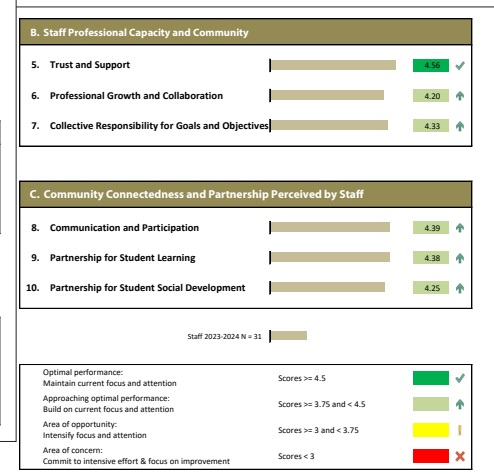 B. Staff Professional Capacity and Community
5. Trust and Support 4.56
6. Professional Growth and Collaboration 4.20
7. Collective Responsibility for Goals and Objectives 4.33
C. Community Connectedness and Partnership Perceived by Staff
8. Communication and Participation 4.39
9. Partnership for Student Learning 4.38
10. Partnership for Student Social Development 4.25
Staff 2023-2024 N = 31
Optimal performance:
Maintain current focus and attention Scores >= 4.5
Approaching optimal performance:
Build on current focus and attention Scores >= 3.75 and < 4.5
Area of opportunity:
Intensify focus and attention Scores >= 3 and < 3.75
Area of concern:
Commit to intensive effort & focus on improvement Scores < 3